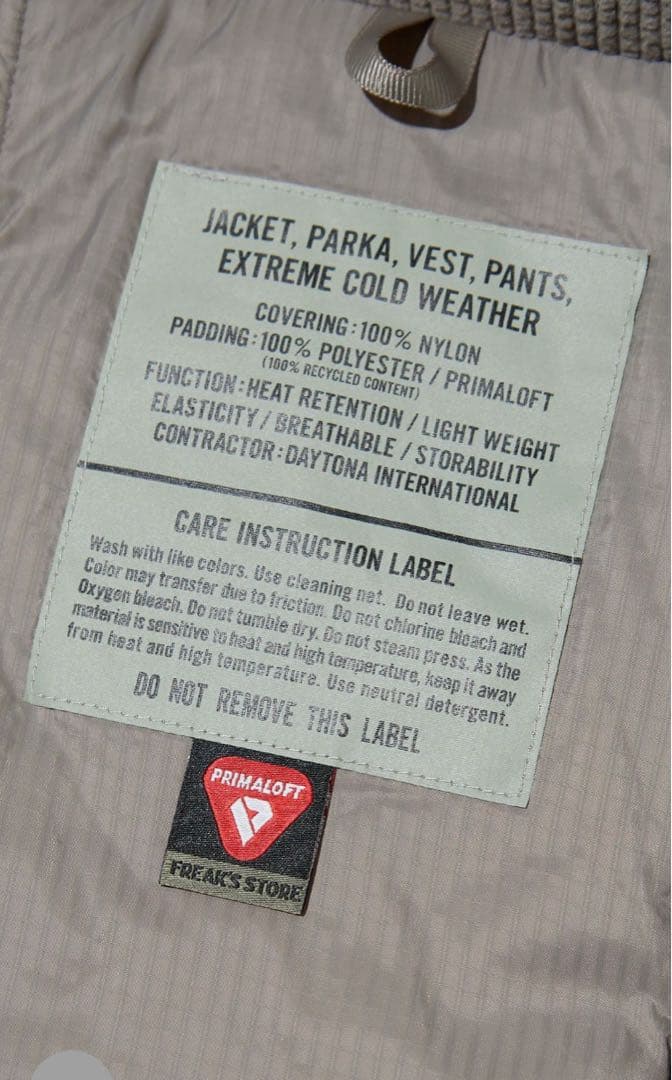 JACKET, PARKA, VEST, PANTS,
EXTREME COLD WEATHER
COVERING:100% NYLON
PADDING:100% POLYESTER / PRIMALOFT
(100% RECYCLED CONTENT)
FUNCTION:HEAT RETENTION / LIGHT WEIGHT
ELASTICITY / BREATHABLE / STORABILITY
CONTRACTOR:DAYTONA INTERNATIONAL
CARE INSTRUCTION LABEL
Wash with like colors. Use cleaning net. Do not leave wet.
Color may transfer due to friction. Do not chlorine bleach and
Oxygen bleach. Do not tumble dry. Do not steam press. As the
material is sensitive to heat and high temperature, keep it away
from heat and high temperature. Use neutral detergent.
DO NOT REMOVE THIS LABEL
PRIMALOFT
FREAK'S STORE